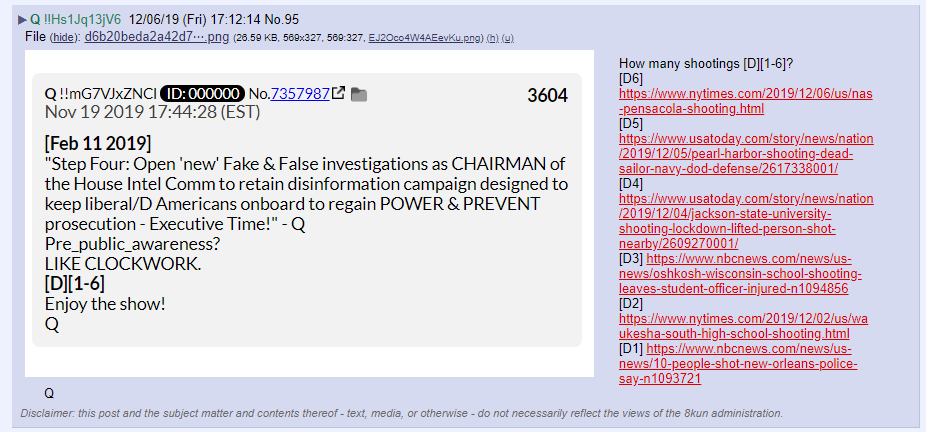 ▶ Q !!Hs1Jq13jV6 12/06/19 (Fri) 17:12:14 No.95
File (hide): d6b20beda2a42d7⋯.png (26.59 KB, 569x327, 569:327, EJ2Oco4W4AEevKu.png) (h) (u)
Q !!mG7VJxZNCI ID: 000000 No.7357987 3604
Nov 19 2019 17:44:28 (EST)
[Feb 11 2019]
"Step Four: Open 'new' Fake & False investigations as CHAIRMAN of
the House Intel Comm to retain disinformation campaign designed to
keep liberal/D Americans onboard to regain POWER & PREVENT
prosecution - Executive Time!" - Q
Pre_public_awareness?
LIKE CLOCKWORK.
[D][1-6]
Enjoy the show!
Q
How many shootings [D][1-6]?
[D6]
https://www.nytimes.com/2019/12/06/us/nas
-pensacola-shooting.html
[D5]
https://www.usatoday.com/story/news/nation
/2019/12/05/pearl-harbor-shooting-dead-
sailor-navy-dod-defense/2617338001/
[D4]
https://www.usatoday.com/story/news/nation
/2019/12/04/jackson-state-university-
shooting-lockdown-lifted-person-shot-
nearby/2609270001/
[D3] https://www.nbcnews.com/news/us-
news/oshkosh-wisconsin-school-shooting-
leaves-student-officer-injured-n1094856
[D2]
https://www.nytimes.com/2019/12/02/us/wa
ukesha-south-high-school-shooting.html
[D1] https://www.nbcnews.com/news/us-
news/10-people-shot-new-orleans-police-
say-n1093721
Q
Disclaimer: this post and the subject matter and contents thereof - text, media, or otherwise - do not necessarily reflect the views of the 8kun administration.